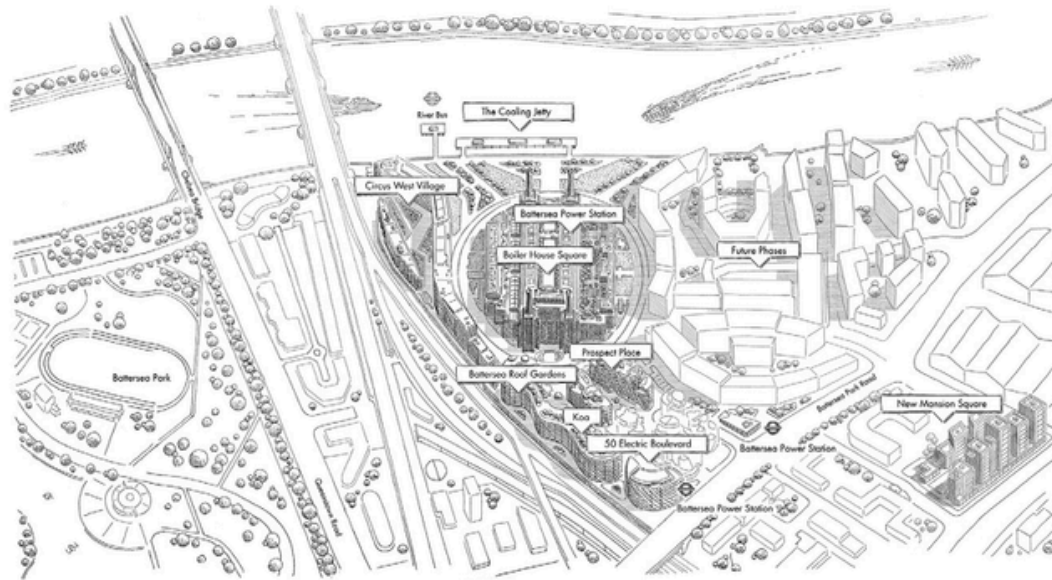 The Coaling Jetty
River Bus
Circus West Village
Battersea Power Station
Boiler House Square
Future Phases
Chelsea Bridge
Prospect Place
Battersea Roof Gardens
Battersea Park
Koa
Battersea Park Road
New Mansion Square
50 Electric Boulevard
Battersea Power Station
Queenstown Road
Battersea Power Station